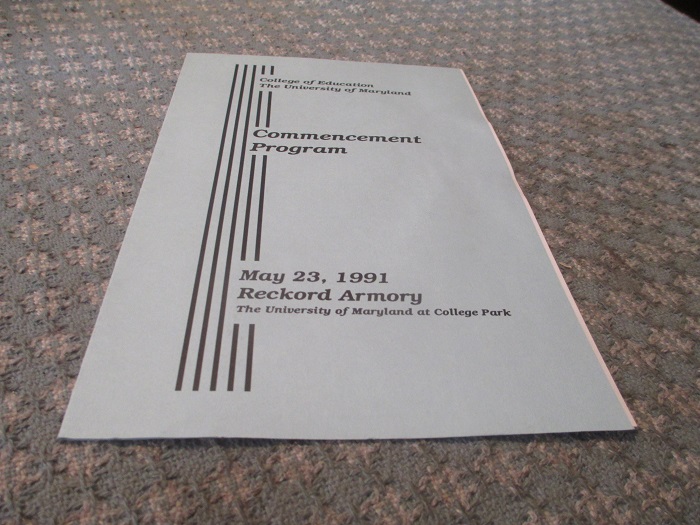 College of Education
The University of Maryland
Commencement
Program
May 23, 1991
Reckord Armory
The University of Maryland at College Park